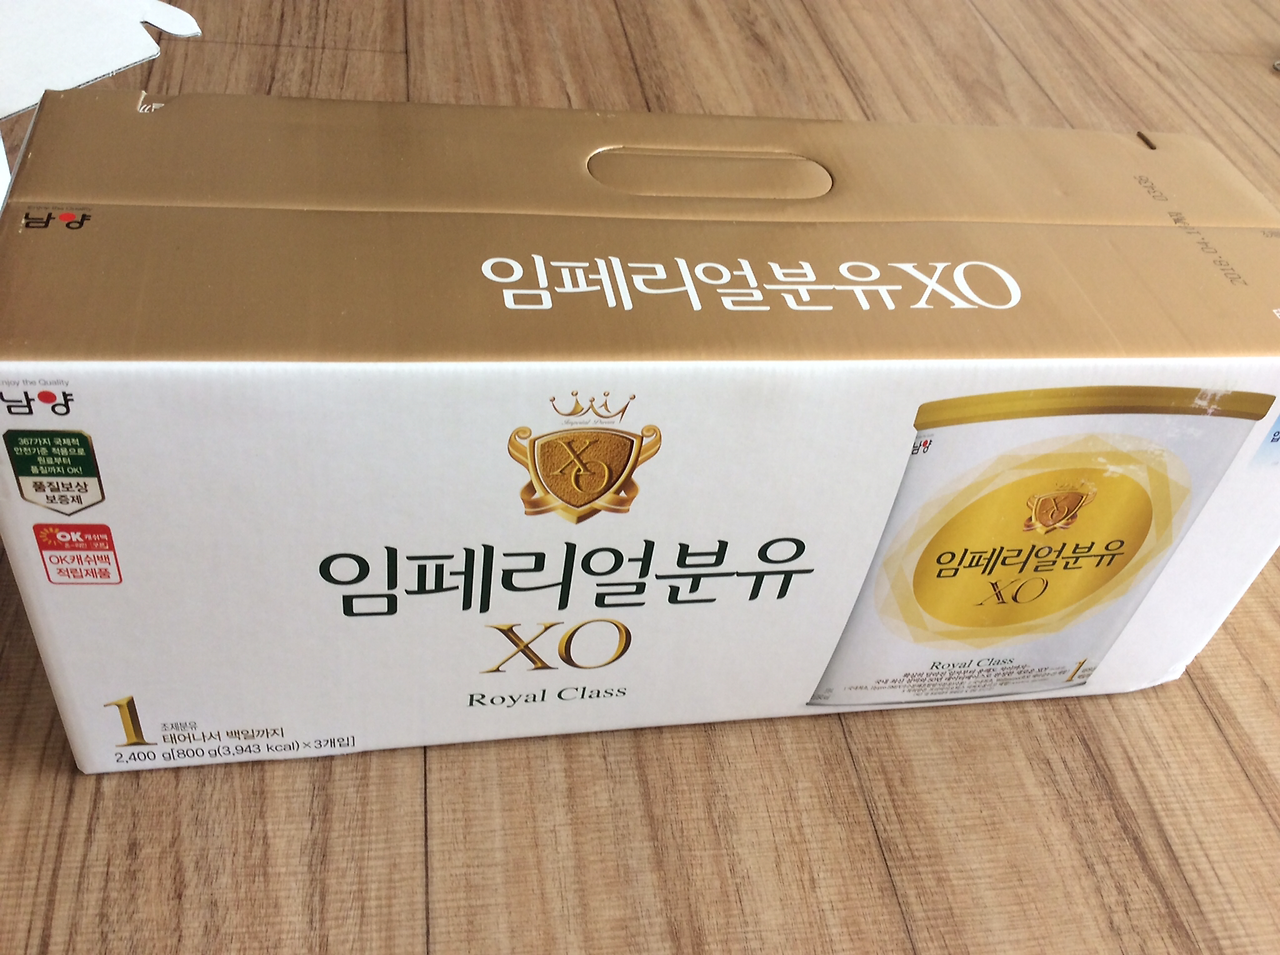 남양
임페리얼분유XO
Enjoy the Quality
남양
367가지 국제적
안전기준 적용으로
원료부터
품질까지 OK!
품질보상
보증제
OK캐쉬백
OK캐쉬백
적립제품
XO
임페리얼분유
XO
Royal Class
1
조제분유
태어나서 백일까지
2,400 g[800 g(3,943 kcal)×3개입]
남양
XO
임페리얼분유
XO
Royal Class
1